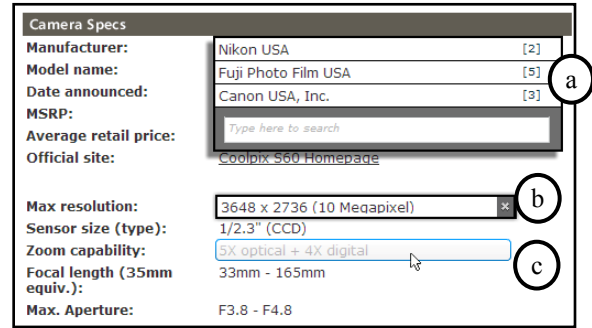 Camera Specs
Manufacturer: Nikon USA [2]
Model name: Fuji Photo Film USA [5]
Date announced: Canon USA, Inc. [3]
a
MSRP:
Type here to search
Average retail price:
Official site: Coolpix S60 Homepage
Max resolution: 3648 x 2736 (10 Megapixel) ×
b
Sensor size (type): 1/2.3" (CCD)
Zoom capability: 5X optical + 4X digital
c
Focal length (35mm equiv.): 33mm - 165mm
Max. Aperture: F3.8 - F4.8